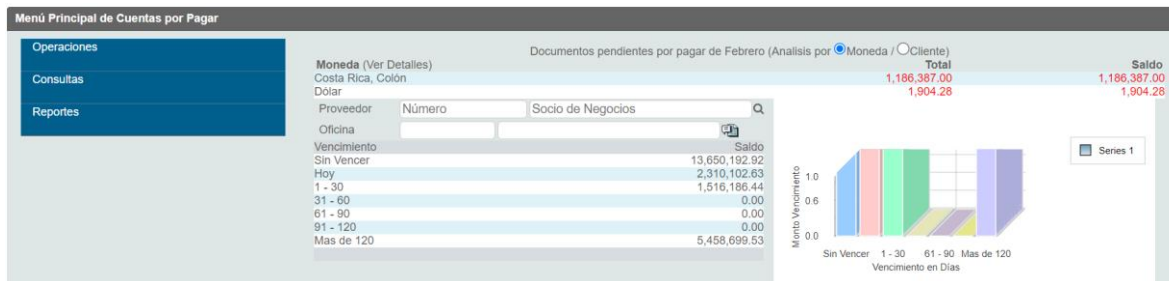 Menú Principal de Cuentas por Pagar
Operaciones
Consultas
Reportes
Documentos pendientes por pagar de Febrero (Analisis por Moneda / Cliente)
Moneda (Ver Detalles) Total Saldo
Costa Rica, Colón 1,186,387.00 1,186,387.00
Dólar 1,904.28 1,904.28
Proveedor Número Socio de Negocios
Oficina
Vencimiento Saldo
Sin Vencer 13,650,192.92
Hoy 2,310,102.63
1 - 30 1,516,186.44
31 - 60 0.00
61 - 90 0.00
91 - 120 0.00
Mas de 120 5,458,699.53
Monto Vencimiento
1.0
0.6
0.0
Sin Vencer 1 - 30 61 - 90 Mas de 120
Vencimiento en Días
Series 1